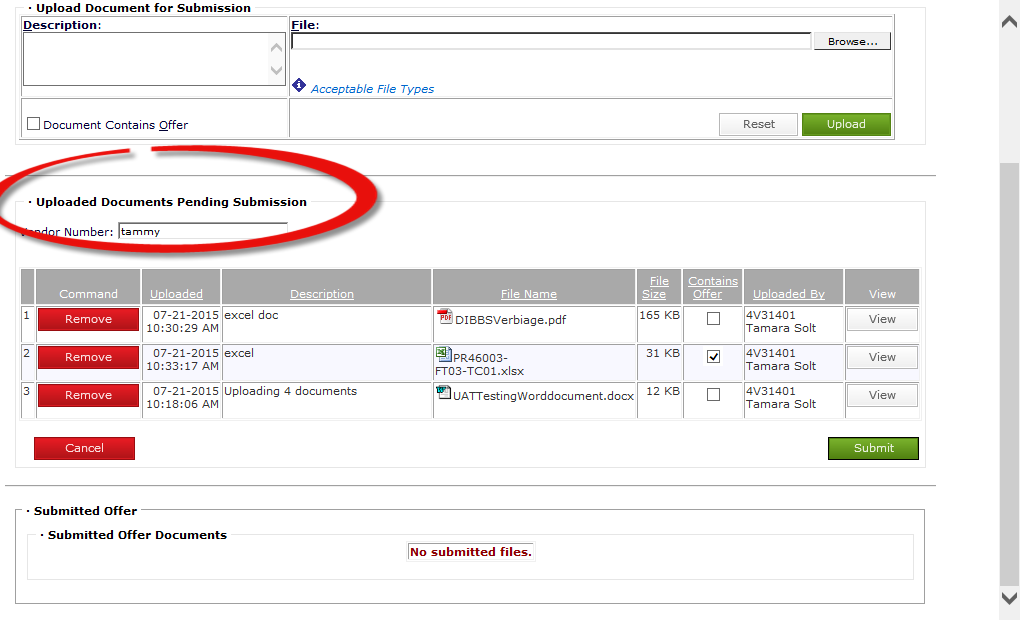 · Upload Document for Submission
Description: File:
Browse...
Acceptable File Types
Document Contains Offer Reset Upload
· Uploaded Documents Pending Submission
Vendor Number: tammy
Command Uploaded Description File Name File Size Contains Offer Uploaded By View
1 Remove 07-21-2015 10:30:29 AM excel doc DIBBSVerbiage.pdf 165 KB 4V31401 Tamara Solt View
2 Remove 07-21-2015 10:33:17 AM excel PR46003-FT03-TC01.xlsx 31 KB 4V31401 Tamara Solt View
3 Remove 07-21-2015 10:18:06 AM Uploading 4 documents UATTestingWorddocument.docx 12 KB 4V31401 Tamara Solt View
Cancel Submit
· Submitted Offer
· Submitted Offer Documents
No submitted files.